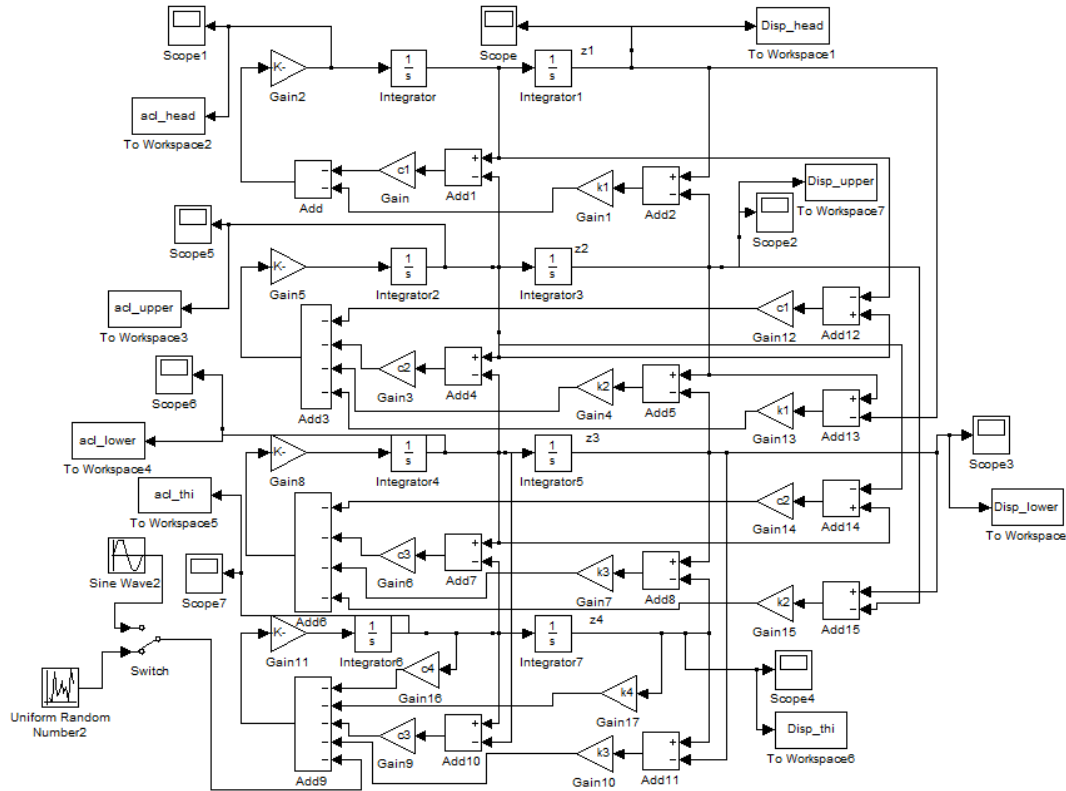 Scope1
acl_head
To Workspace2
K-
Gain2
1
s
Integrator
Scope
1
s
Integrator1
z1
Disp_head
To Workspace1
−
−
Add
c1
Gain
+
−
Add1
k1
Gain1
+
−
Add2
Disp_upper
To Workspace7
Scope2
Scope5
acl_upper
To Workspace3
K-
Gain5
1
s
Integrator2
1
s
Integrator3
z2
c1
Gain12
−
+
Add12
−
−
−
−
Add3
c2
Gain3
+
−
Add4
k2
Gain4
+
−
Add5
k1
Gain13
+
−
Add13
Scope6
acl_lower
To Workspace4
K-
Gain8
1
s
Integrator4
1
s
Integrator5
z3
Scope3
Disp_lower
To Workspace
c2
Gain14
−
+
Add14
acl_thi
To Workspace5
Sine Wave2
Scope7
−
−
−
−
Add6
c3
Gain6
+
−
Add7
k3
Gain7
+
−
Add8
k2
Gain15
+
−
Add15
Switch
Uniform Random
Number2
K-
Gain11
1
s
Integrator6
1
s
Integrator7
z4
c4
Gain16
k4
Gain17
Scope4
Disp_thi
To Workspace6
−
−
−
−
−
Add9
c3
Gain9
+
−
Add10
k3
Gain10
+
−
Add11